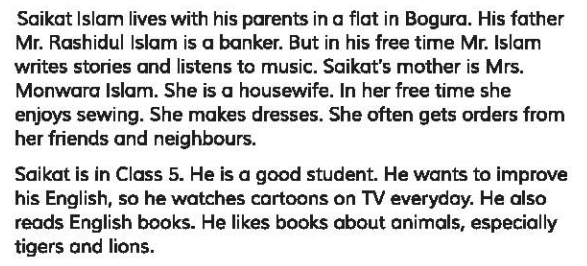 Saikat Islam lives with his parents in a flat in Bogura. His father
Mr. Rashidul Islam is a banker. But in his free time Mr. Islam
writes stories and listens to music. Saikat's mother is Mrs.
Monwara Islam. She is a housewife. In her free time she
enjoys sewing. She makes dresses. She often gets orders from
her friends and neighbours.
Saikat is in Class 5. He is a good student. He wants to improve
his English, so he watches cartoons on TV everyday. He also
reads English books. He likes books about animals, especially
tigers and lions.